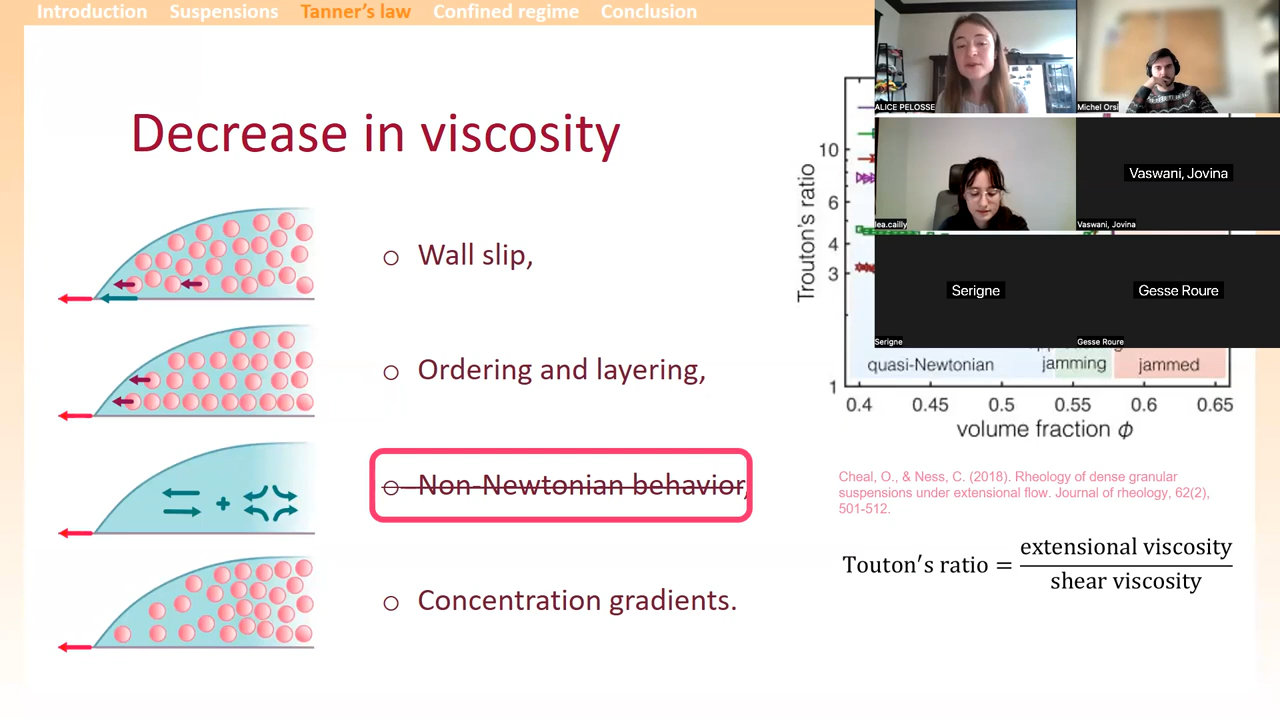 Introduction Suspensions Tanner's law Confined regime Conclusion
Decrease in viscosity
○ Wall slip,
○ Ordering and layering,
○ Non-Newtonian behavior,
○ Concentration gradients.
Trouton's ratio
10
6
4
3
1
quasi-Newtonian
jamming
jammed
0.4 0.45 0.5 0.55 0.6 0.65
volume fraction ϕ
Cheal, O., & Ness, C. (2018). Rheology of dense granular
suspensions under extensional flow. Journal of rheology, 62(2),
501-512.
Touton′s ratio = extensional viscosity
shear viscosity
ALICE PELOSSE
Michel Orsi
lea.cailly
Vaswani, Jovina
Vaswani, Jovina
Serigne
Serigne
Gesse Roure
Gesse Roure